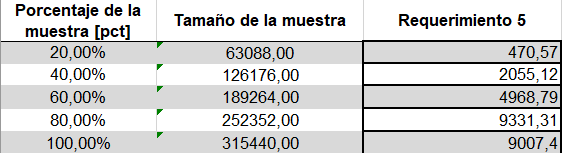 Porcentaje de la muestra [pct] Tamaño de la muestra Requerimiento 5
20,00% 63088,00 470,57
40,00% 126176,00 2055,12
60,00% 189264,00 4968,79
80,00% 252352,00 9331,31
100,00% 315440,00 9007,4